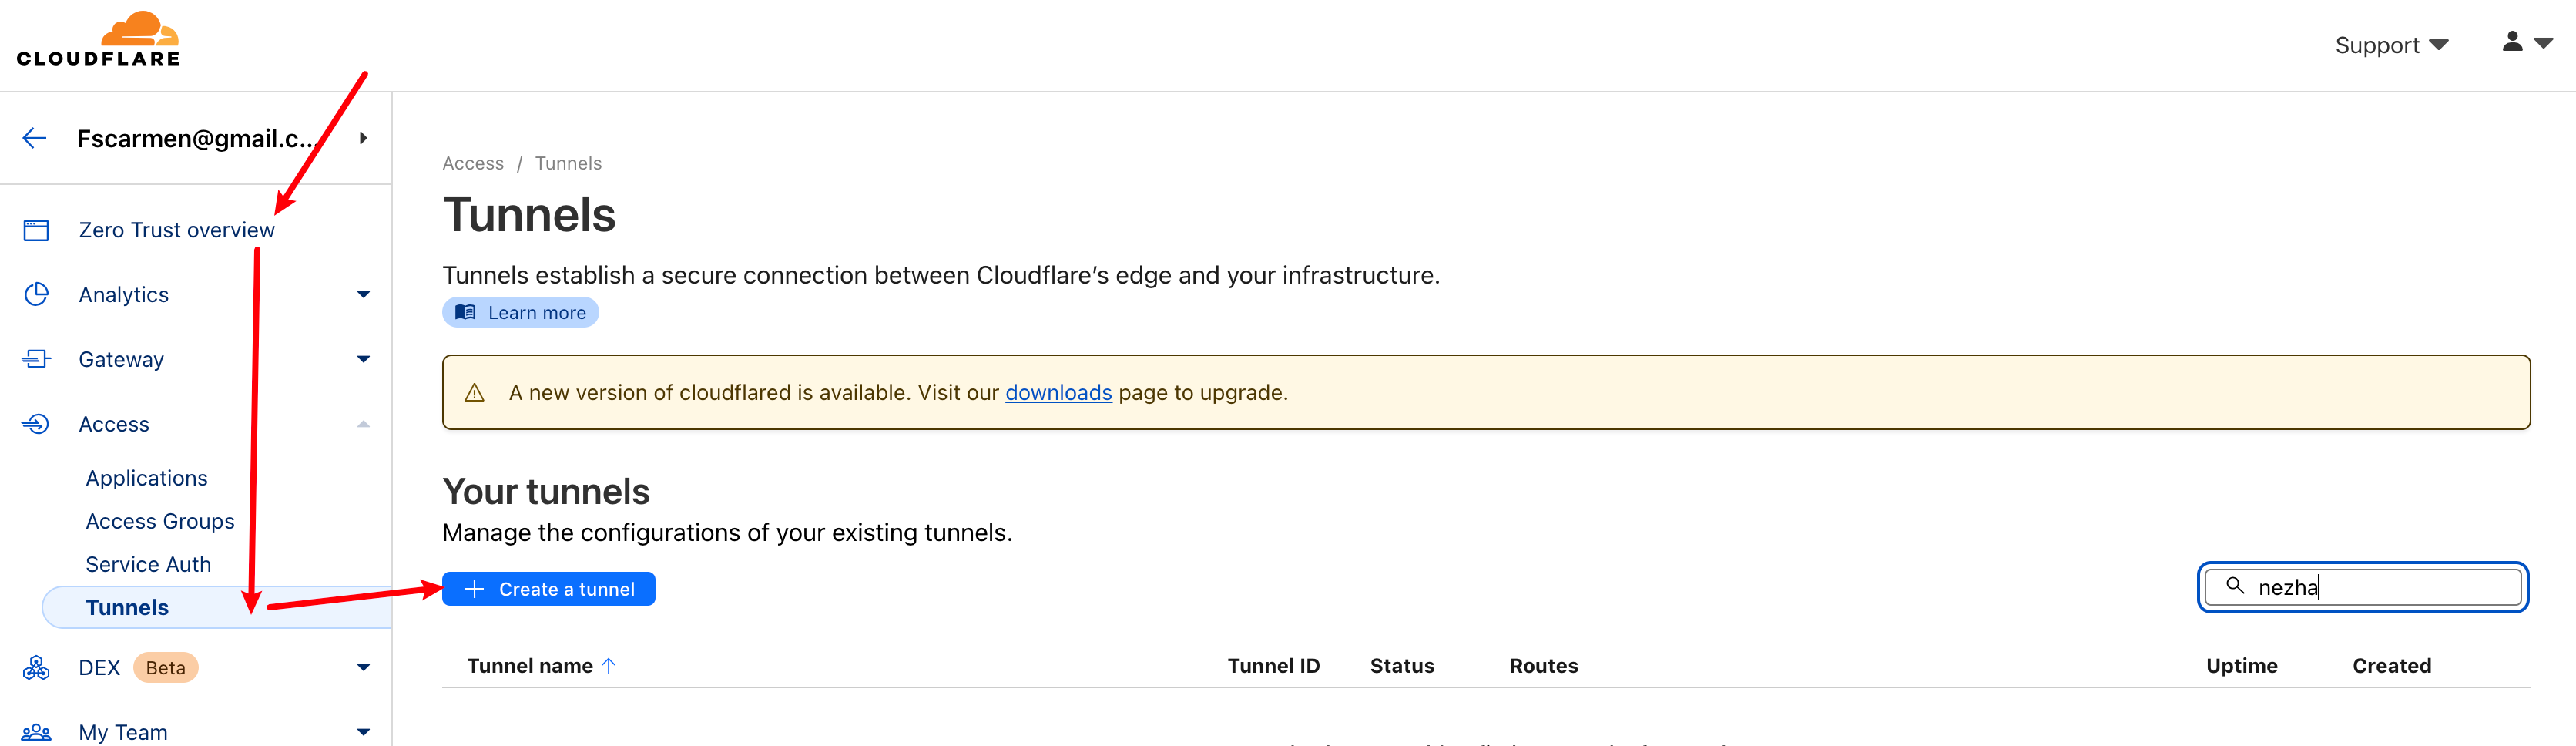 CLOUDFLARE
Support
Fscarmen@gmail.c...
Zero Trust overview
Analytics
Gateway
Access
Applications
Access Groups
Service Auth
Tunnels
DEX Beta
My Team
Access / Tunnels
Tunnels
Tunnels establish a secure connection between Cloudflare’s edge and your infrastructure.
Learn more
A new version of cloudflared is available. Visit our downloads page to upgrade.
Your tunnels
Manage the configurations of your existing tunnels.
Create a tunnel
nezha
Tunnel name Tunnel ID Status Routes Uptime Created